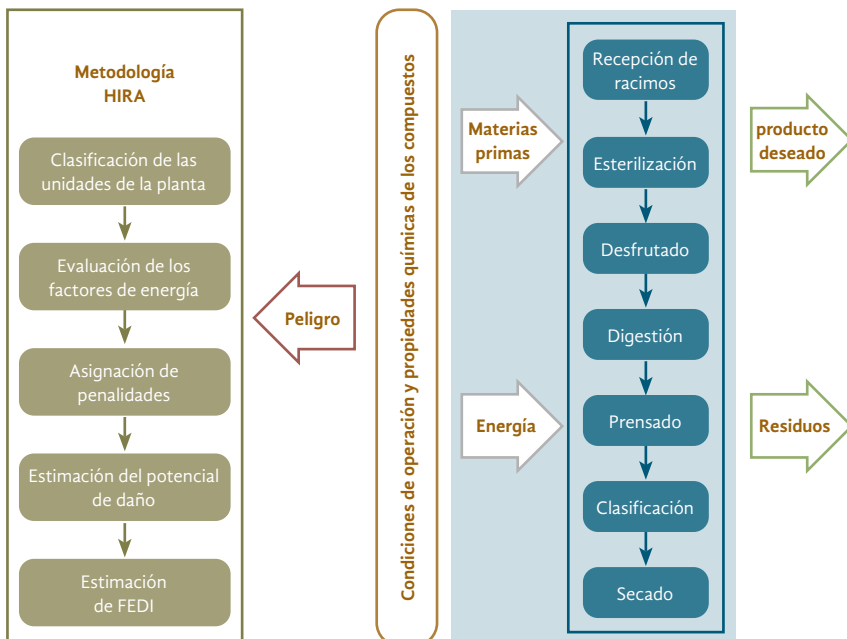 Metodología
HIRA
Clasificación de las
unidades de la planta
Evaluación de los
factores de energía
Asignación de
penalidades
Estimación del potencial
de daño
Estimación
de FEDI
Peligro
Condiciones de operación y propiedades químicas de los compuestos
Materias
primas
Energía
Recepción de
racimos
Esterilización
Desfrutado
Digestión
Prensado
Clasificación
Secado
producto
deseado
Residuos